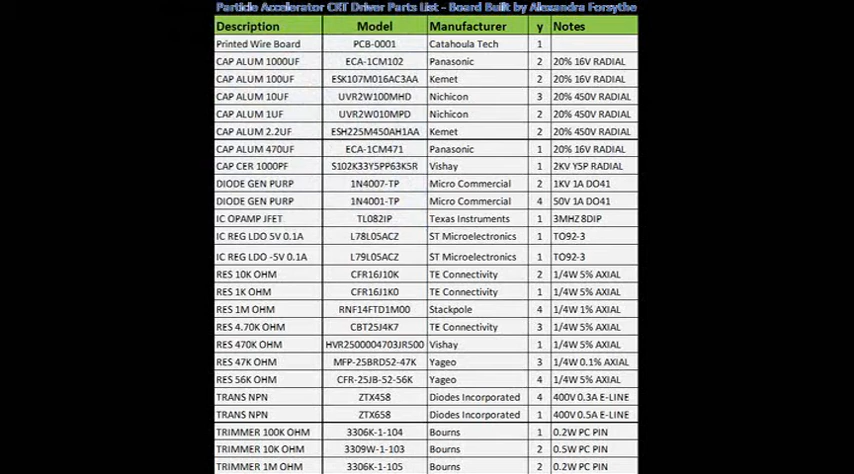 Particle Accelerator CRT Driver Parts List - Board Built by Alexandra Forsythe
Description Model Manufacturer y Notes
Printed Wire Board PCB-0001 Catahoula Tech 1
CAP ALUM 1000UF ECA-1CM102 Panasonic 2 20% 16V RADIAL
CAP ALUM 100UF ESK107M016AC3AA Kemet 2 20% 16V RADIAL
CAP ALUM 10UF UVR2W100MHD Nichicon 3 20% 450V RADIAL
CAP ALUM 1UF UVR2W010MPD Nichicon 2 20% 450V RADIAL
CAP ALUM 2.2UF ESH225M450AH1AA Kemet 2 20% 450V RADIAL
CAP ALUM 470UF ECA-1CM471 Panasonic 1 20% 16V RADIAL
CAP CER 1000PF S102K33Y5PP63K5R Vishay 1 2KV Y5P RADIAL
DIODE GEN PURP 1N4007-TP Micro Commercial 2 1KV 1A DO41
DIODE GEN PURP 1N4001-TP Micro Commercial 4 50V 1A DO41
IC OPAMP JFET TL082IP Texas Instruments 1 3MHZ 8DIP
IC REG LDO 5V 0.1A L78L05ACZ ST Microelectronics 1 TO92-3
IC REG LDO -5V 0.1A L79L05ACZ ST Microelectronics 1 TO92-3
RES 10K OHM CFR16J10K TE Connectivity 2 1/4W 5% AXIAL
RES 1K OHM CFR16J1K0 TE Connectivity 1 1/4W 5% AXIAL
RES 1M OHM RNF14FTD1M00 Stackpole 4 1/4W 1% AXIAL
RES 4.70K OHM CBT25J4K7 TE Connectivity 3 1/4W 5% AXIAL
RES 470K OHM HVR2500004703JR500 Vishay 1 1/4W 5% AXIAL
RES 47K OHM MFP-25BRD52-47K Yageo 3 1/4W 0.1% AXIAL
RES 56K OHM CFR-25JB-52-56K Yageo 4 1/4W 5% AXIAL
TRANS NPN ZTX458 Diodes Incorporated 4 400V 0.3A E-LINE
TRANS NPN ZTX658 Diodes Incorporated 1 400V 0.5A E-LINE
TRIMMER 100K OHM 3306K-1-104 Bourns 1 0.2W PC PIN
TRIMMER 10K OHM 3309W-1-103 Bourns 2 0.5W PC PIN
TRIMMER 1M OHM 3306K-1-105 Bourns 2 0.2W PC PIN